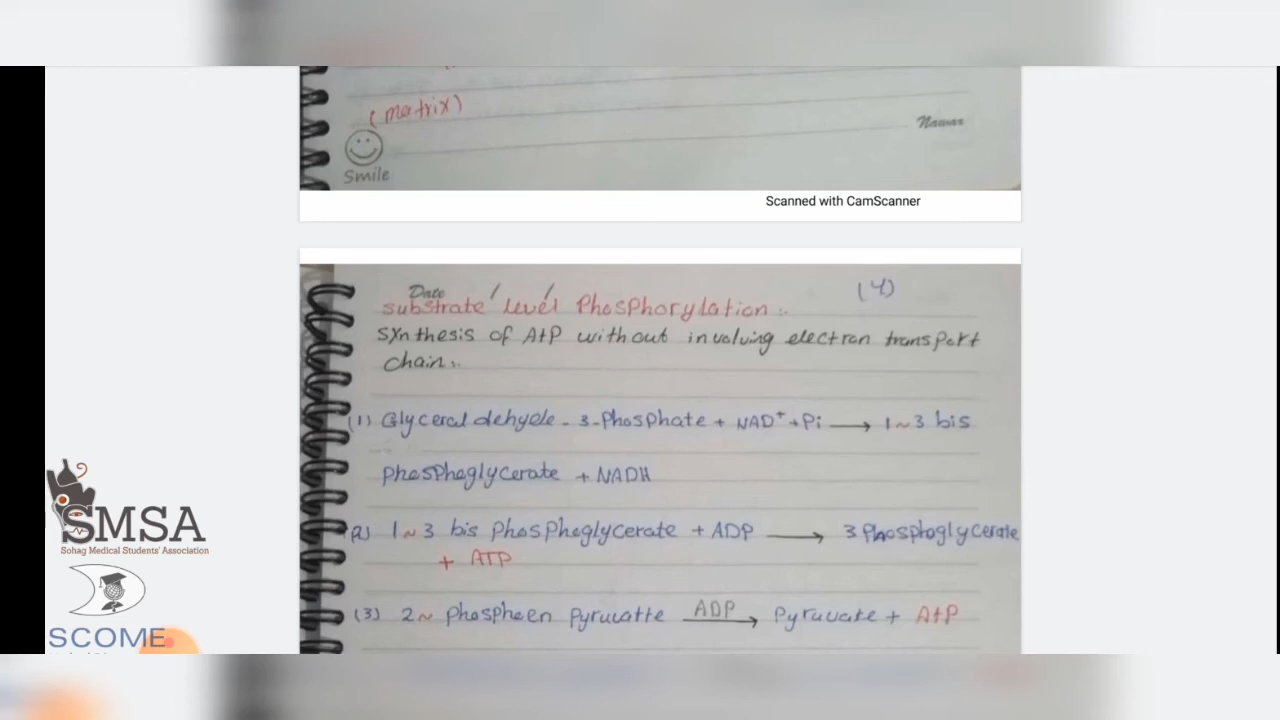 (matrix)
Nawar
Smile
Scanned with CamScanner
Date / /
(4)
substrate level Phosphorylation :.
synthesis of AtP without involving electron transport
chain :.
(1) Glyceral dehyde - 3-Phosphate + NAD+ + Pi ⟶ 1~3 bis
phosphoglycerate + NADH
(2) 1~3 bis phosphoglycerate + ADP ⟶ 3 Phosphoglycerate
+ ATP
(3) 2~ phospheen Pyruvatte ADP ⟶ Pyruvate + AtP
SMSA
Sohag Medical Students' Association
SCOME